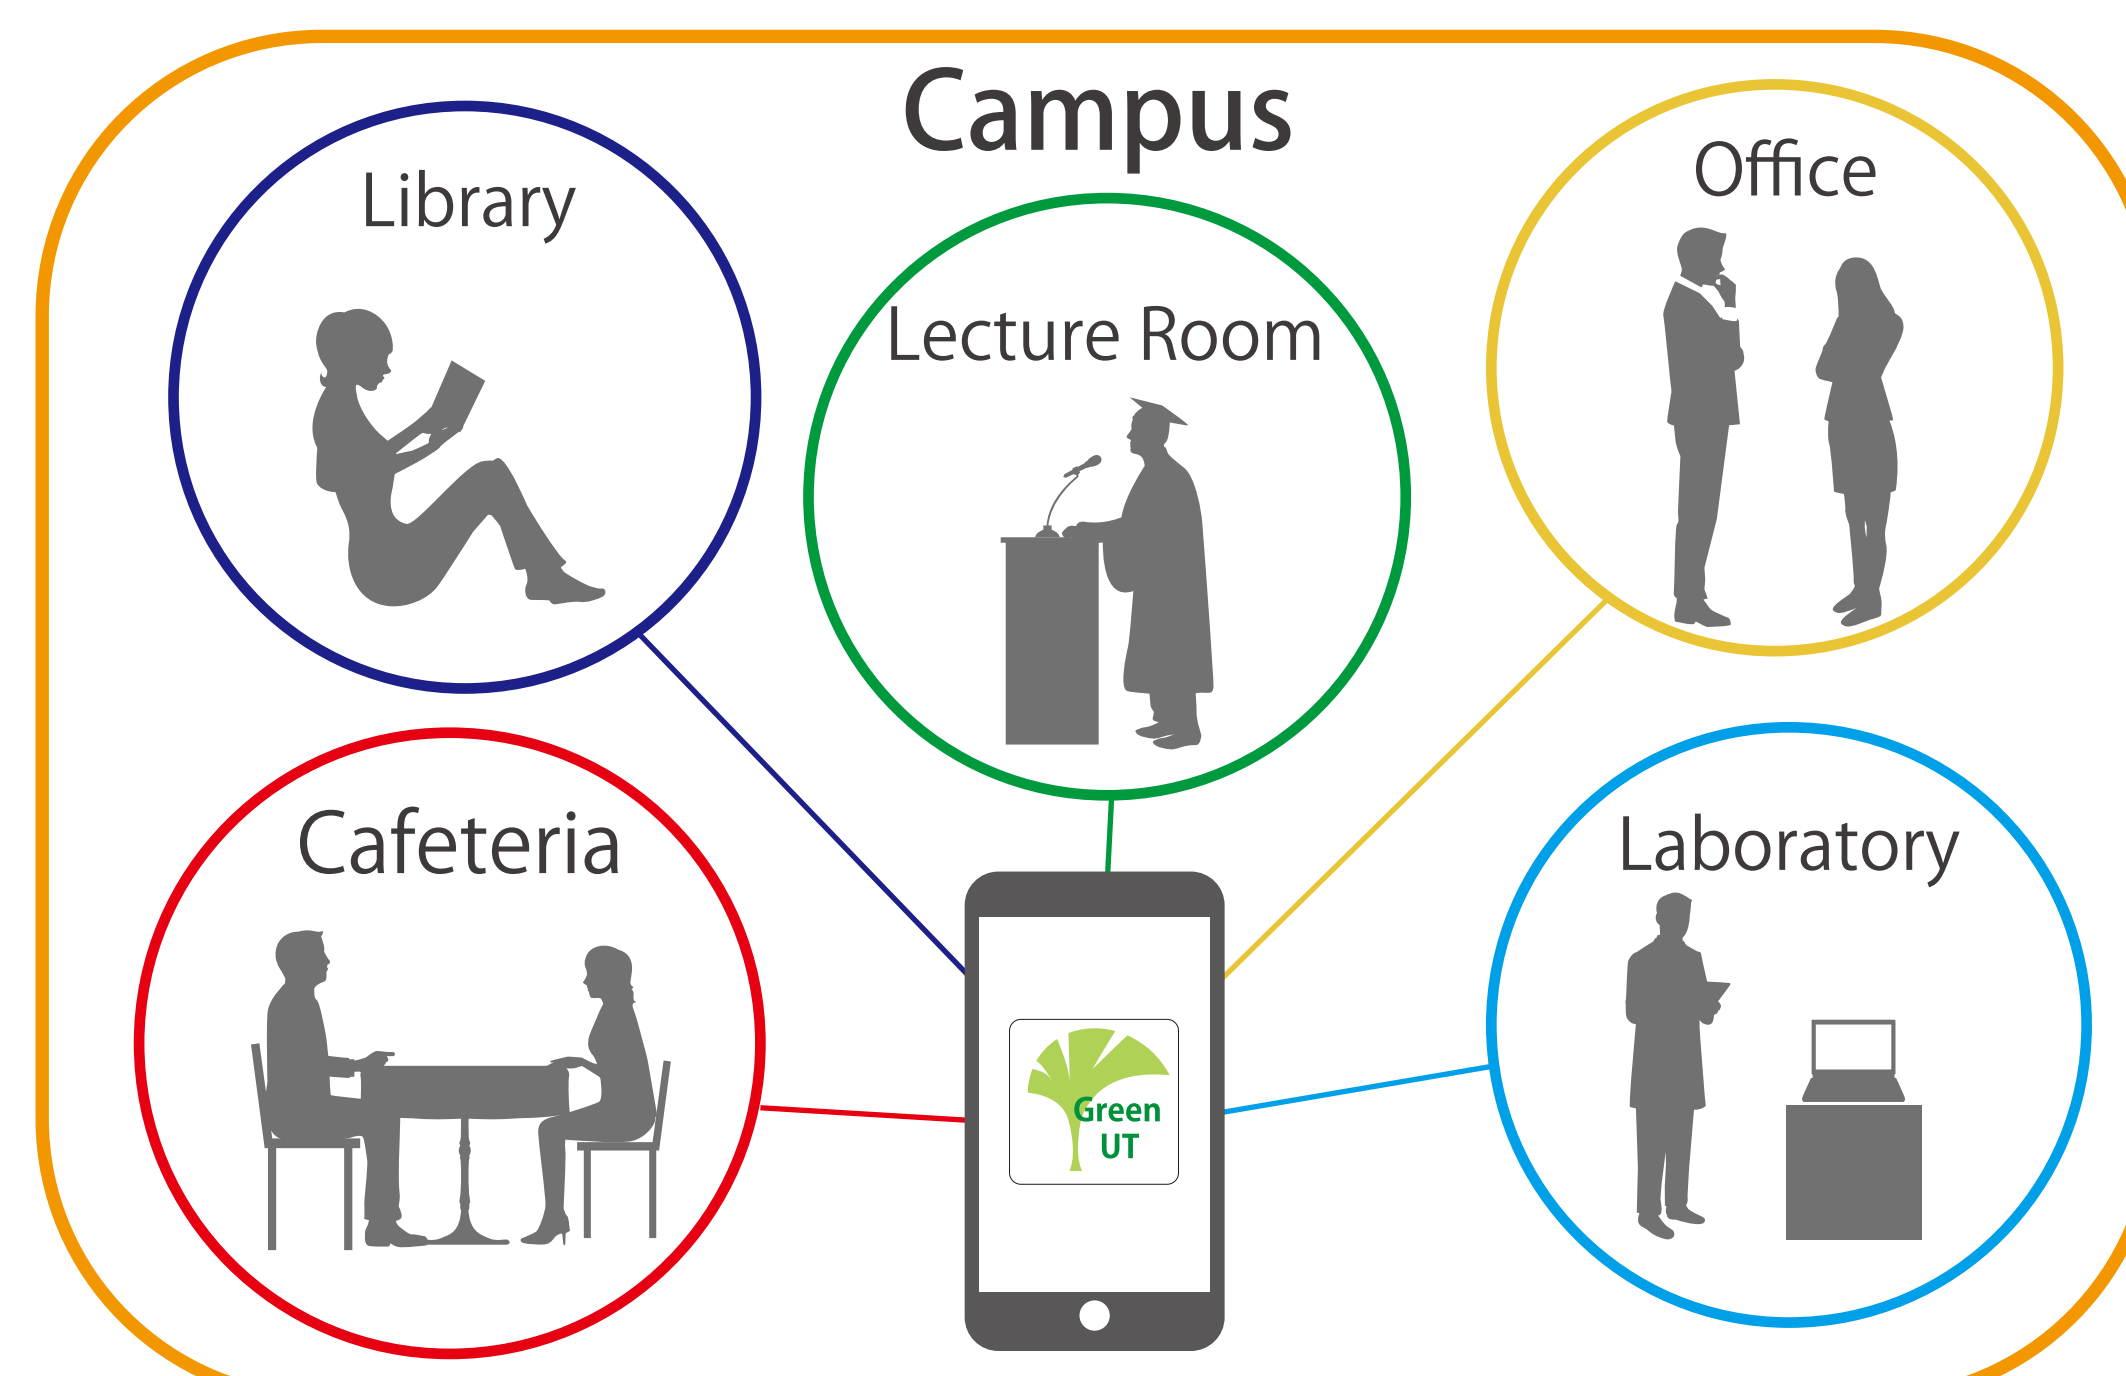 Campus
Library
Lecture Room
Office
Cafeteria
Laboratory
Green
UT